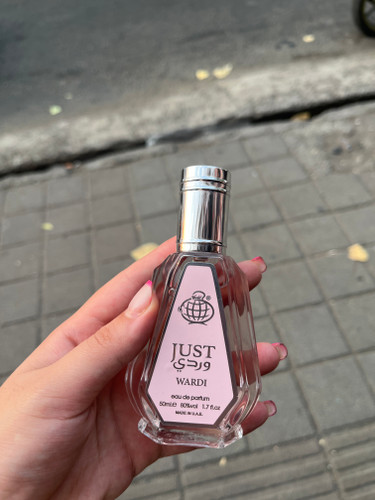 JUST
وردي
WARDI
eau de parfum
50ml℮ 80%vol 1.7 fl.oz
MADE IN U.A.E.